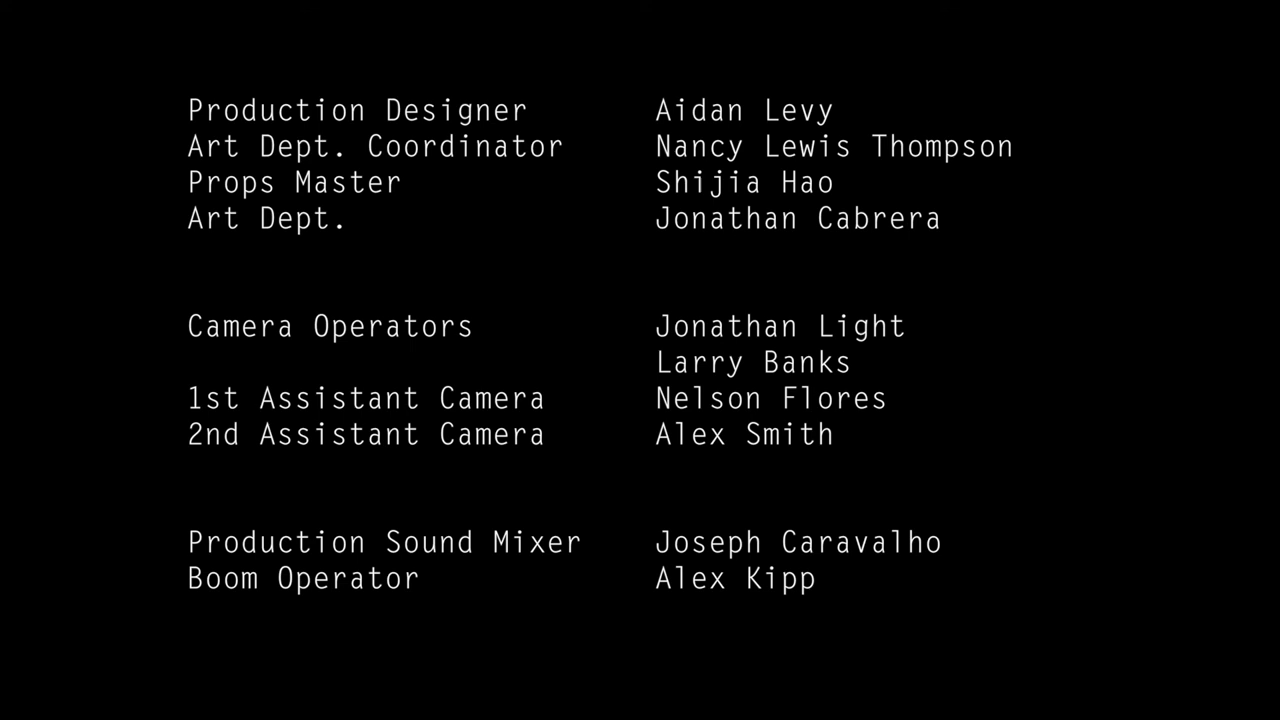 Production Designer Aidan Levy
Art Dept. Coordinator Nancy Lewis Thompson
Props Master Shijia Hao
Art Dept. Jonathan Cabrera
Camera Operators Jonathan Light
Larry Banks
1st Assistant Camera Nelson Flores
2nd Assistant Camera Alex Smith
Production Sound Mixer Joseph Caravalho
Boom Operator Alex Kipp